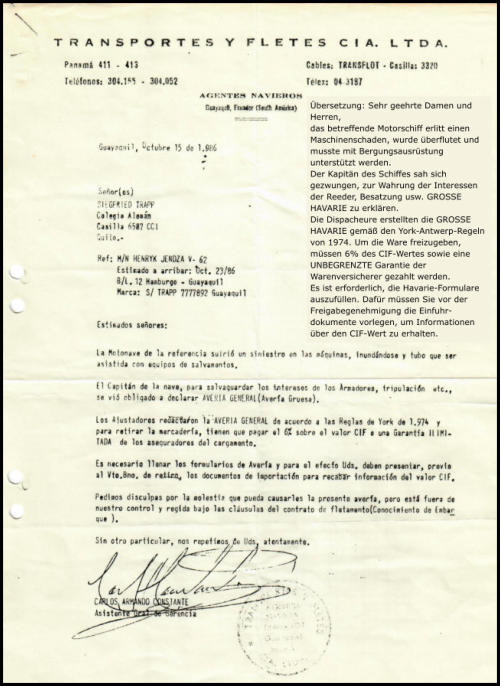 TRANSPORTES Y FLETES CIA. LTDA.
Panamá 411 - 413
Cables: TRANSFLOT - Casilla: 3320
Teléfonos: 304.155 - 304.052
Télex: 04 3187
AGENTES NAVIEROS
Guayaquil, Ecuador (South América)
Guayaquil, Octubre 15 de 1.986
Señor(es)
SIEGFRIED TRAPP
Colegio Alemán
Casilla 6502 CCI
Quito.-
Ref: M/N HENRYK JENDZA V- 62
Estimado a arribar: Oct. 23/86
B/L. 12 Hamburgo - Guayaquil
Marca: S/ TRAPP 7777892 Guayaquil
Estimados señores:
La Motonave de la referencia sufrió un siniestro en las máquinas, inundándose y tubo que ser
asistida con equipos de salvamentos.
El Capitán de la nave, para salvaguardar los intereses de los Armadores, tripulación etc.,
se vió obligado a declarar AVERIA GENERAL(Avería Gruesa).
Los Ajustadores redactaron la AVERIA GENERAL de acuerdo a las Reglas de York de 1.974 y
para retirar la mercadería, tienen que pagar el 6% sobre el valor CIF e una Garantía ILIMI-
TADA de los aseguradores del cargamento.
Es necesario llenar los formularios de Avería y para el efecto Uds. deben presentar, previo
al Vto.Bno. de retiro, los documentos de importación para recabar información del valor CIF.
Pedimos disculpas por la molestia que pueda causarles la presente avería, pero está fuera de
nuestro control y regida bajo las cláusulas del contrato de fletamento(Conocimiento de Embar
que ).
Sin otro particular, nos repetimos de Uds, atentamente.
CARLOS, ARMANDO CONSTANTE
Asistente Gral de Gerencia
Übersetzung: Sehr geehrte Damen und
Herren,
das betreffende Motorschiff erlitt einen
Maschinenschaden, wurde überflutet und
musste mit Bergungsausrüstung
unterstützt werden.
Der Kapitän des Schiffes sah sich
gezwungen, zur Wahrung der Interessen
der Reeder, Besatzung usw. GROSSE
HAVARIE zu erklären.
Die Dispacheure erstellten die GROSSE
HAVARIE gemäß den York-Antwerp-Regeln
von 1974. Um die Ware freizugeben,
müssen 6% des CIF-Wertes sowie eine
UNBEGRENZTE Garantie der
Warenversicherer gezahlt werden.
Es ist erforderlich, die Havarie-Formulare
auszufüllen. Dafür müssen Sie vor der
Freigabegenehmigung die Einfuhr-
dokumente vorlegen, um Informationen
über den CIF-Wert zu erhalten.